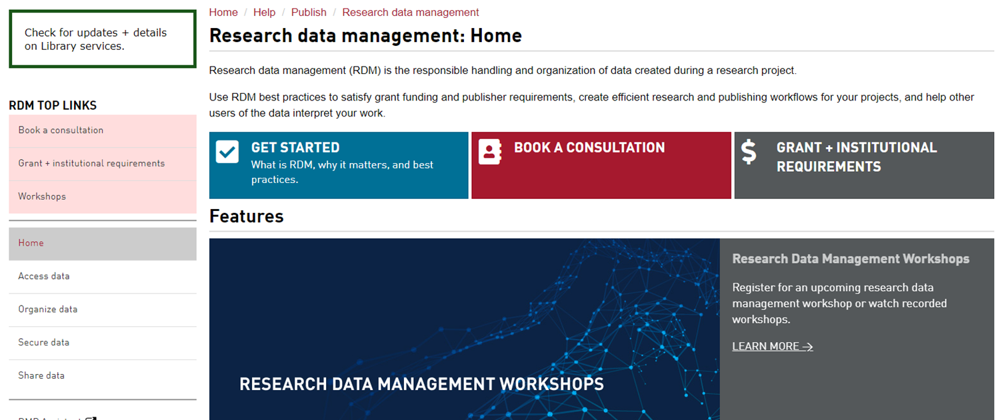 Check for updates + details
on Library services.
RDM TOP LINKS
Book a consultation
Grant + institutional requirements
Workshops
Home
Access data
Organize data
Secure data
Share data
Home / Help / Publish / Research data management
Research data management: Home
Research data management (RDM) is the responsible handling and organization of data created during a research project.
Use RDM best practices to satisfy grant funding and publisher requirements, create efficient research and publishing workflows for your projects, and help other
users of the data interpret your work.
GET STARTED
What is RDM, why it matters, and best
practices.
BOOK A CONSULTATION
GRANT + INSTITUTIONAL
REQUIREMENTS
Features
RESEARCH DATA MANAGEMENT WORKSHOPS
Research Data Management Workshops
Register for an upcoming research data
management workshop or watch recorded
workshops.
LEARN MORE →